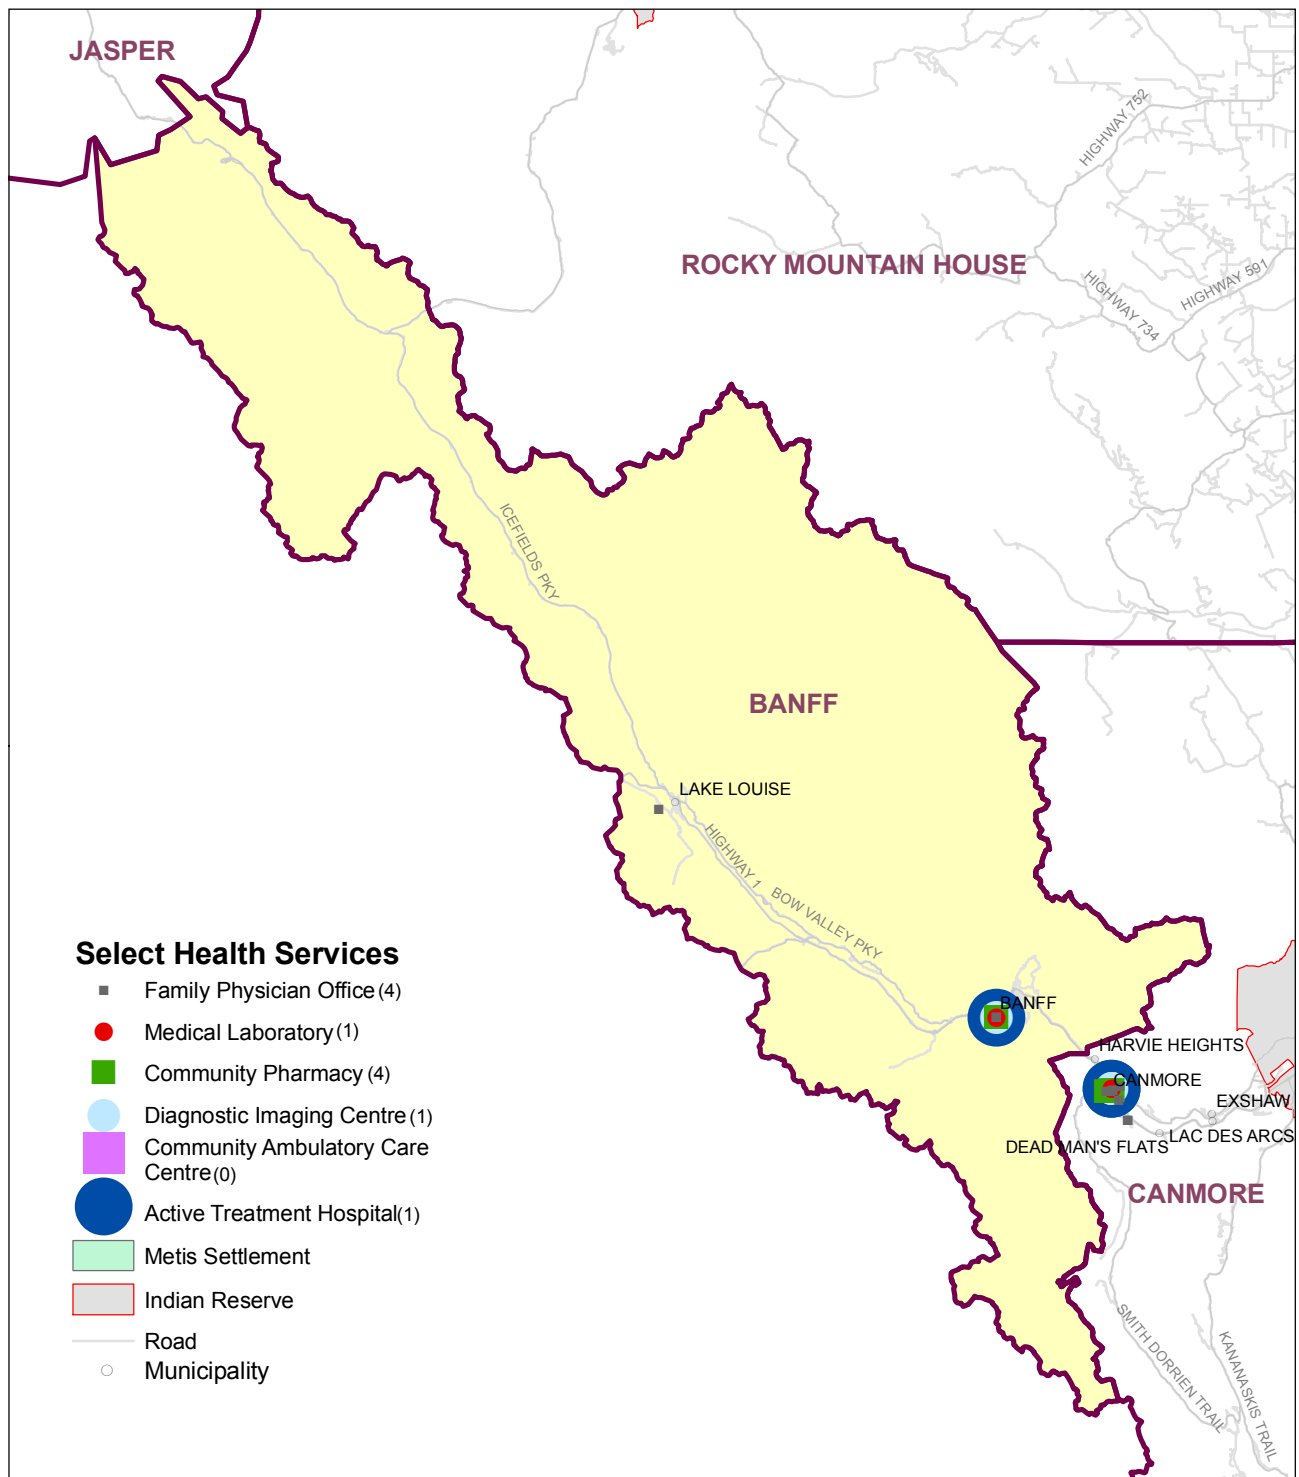 JASPER
HIGHWAY 752
ROCKY MOUNTAIN HOUSE
HIGHWAY 591
HIGHWAY 734
ICEFIELDS PKY
BANFF
LAKE LOUISE
HIGHWAY 1
BOW VALLEY PKY
BANFF
HARVIE HEIGHTS
CANMORE
EXSHAW
LAC DES ARCS
DEAD MAN'S FLATS
CANMORE
SMITH DORRIEN TRAIL
KANANASKIS TRAIL
Select Health Services
Family Physician Office (4)
Medical Laboratory (1)
Community Pharmacy (4)
Diagnostic Imaging Centre (1)
Community Ambulatory Care
Centre (0)
Active Treatment Hospital (1)
Metis Settlement
Indian Reserve
Road
Municipality